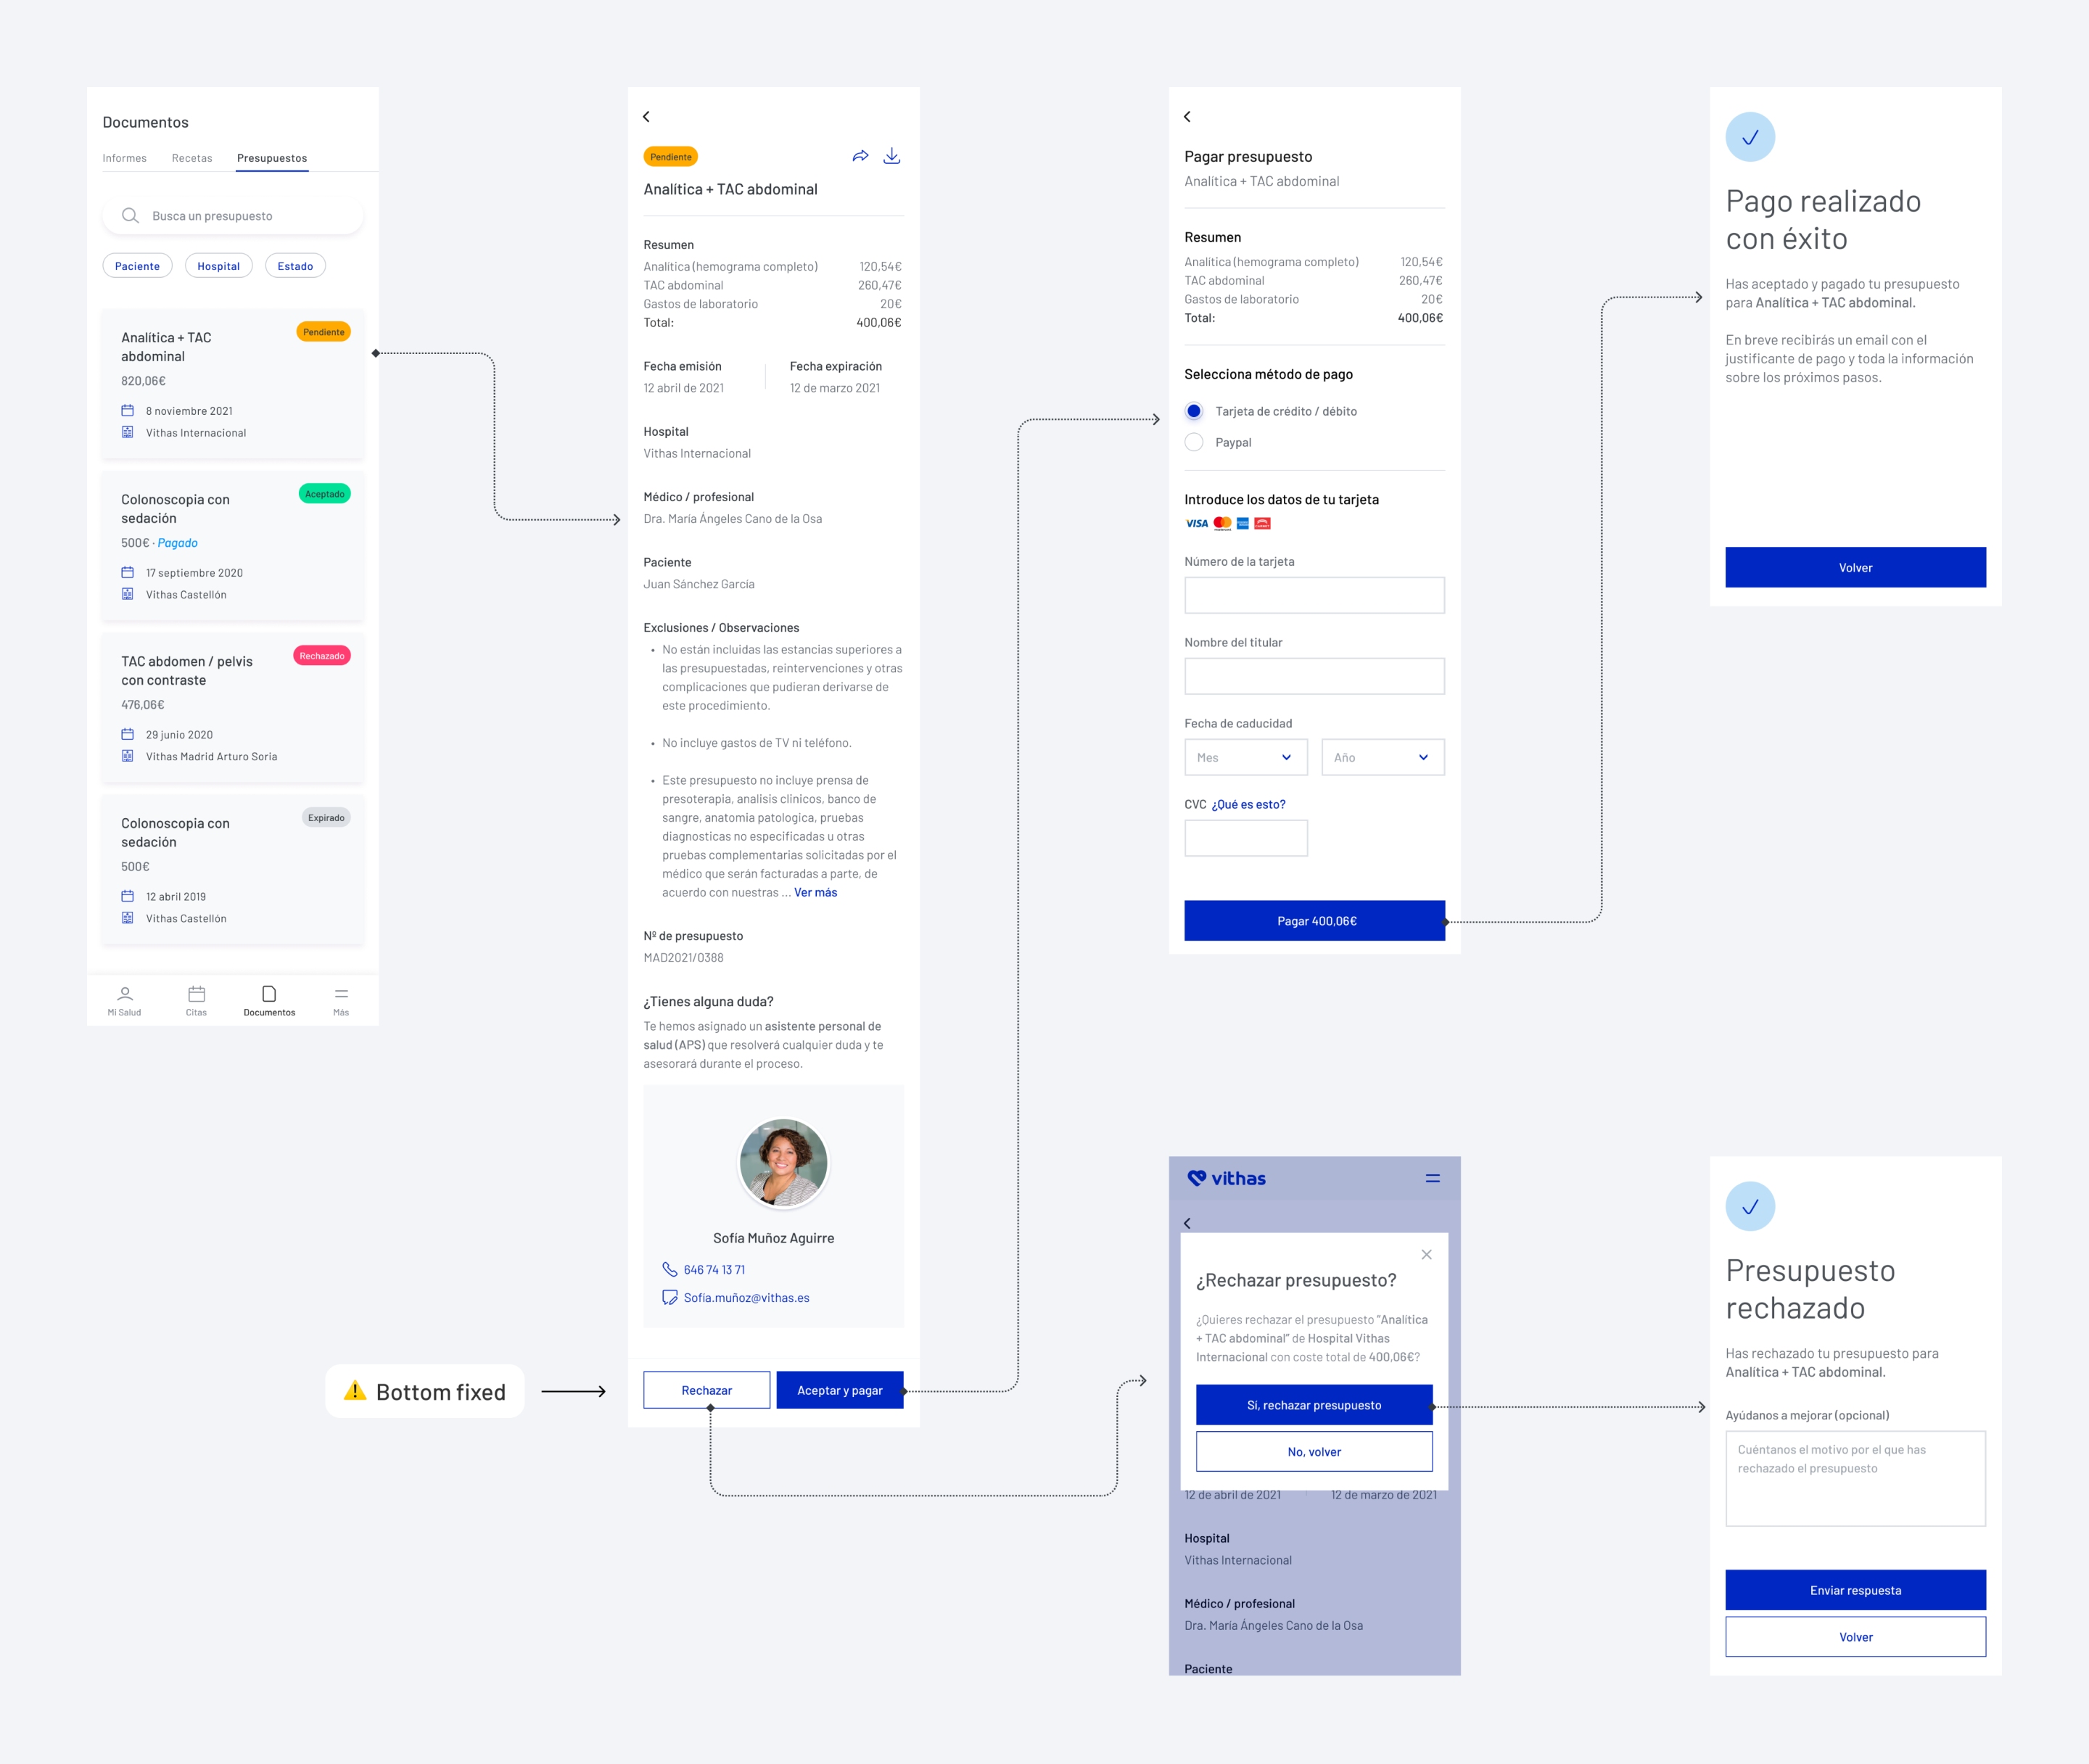 Documentos
Informes Recetas Presupuestos
Busca un presupuesto
Paciente Hospital Estado
Analítica + TAC
abdominal
Pendiente
820,06€
8 noviembre 2021
Vithas Internacional
Colonoscopia con
sedación
Aceptado
500€ · Pagado
17 septiembre 2020
Vithas Castellón
TAC abdomen / pelvis
con contraste
Rechazado
476,06€
29 junio 2020
Vithas Madrid Arturo Soria
Colonoscopia con
sedación
Expirado
500€
12 abril 2019
Vithas Castellón
Mi Salud Citas Documentos Más
Bottom fixed
Pendiente
Analítica + TAC abdominal
Resumen
Analítica (hemograma completo) 120,54€
TAC abdominal 260,47€
Gastos de laboratorio 20€
Total: 400,06€
Fecha emisión Fecha expiración
12 abril de 2021 12 de marzo 2021
Hospital
Vithas Internacional
Médico / profesional
Dra. María Ángeles Cano de la Osa
Paciente
Juan Sánchez García
Exclusiones / Observaciones
• No están incluidas las estancias superiores a
las presupuestadas, reintervenciones y otras
complicaciones que pudieran derivarse de
este procedimiento.
• No incluye gastos de TV ni teléfono.
• Este presupuesto no incluye prensa de
presoterapia, analisis clinicos, banco de
sangre, anatomia patologica, pruebas
diagnosticas no especificadas u otras
pruebas complementarias solicitadas por el
médico que serán facturadas a parte, de
acuerdo con nuestras ... Ver más
Nº de presupuesto
MAD2021/0388
¿Tienes alguna duda?
Te hemos asignado un asistente personal de
salud (APS) que resolverá cualquier duda y te
asesorará durante el proceso.
Sofía Muñoz Aguirre
646 74 13 71
Sofía.muñoz@vithas.es
Rechazar Aceptar y pagar
Pagar presupuesto
Analítica + TAC abdominal
Resumen
Analítica (hemograma completo) 120,54€
TAC abdominal 260,47€
Gastos de laboratorio 20€
Total: 400,06€
Selecciona método de pago
Tarjeta de crédito / débito
Paypal
Introduce los datos de tu tarjeta
VISA
Número de la tarjeta
Nombre del titular
Fecha de caducidad
Mes Año
CVC ¿Qué es esto?
Pagar 400,06€
Pago realizado
con éxito
Has aceptado y pagado tu presupuesto
para Analítica + TAC abdominal.
En breve recibirás un email con el
justificante de pago y toda la información
sobre los próximos pasos.
Volver
vithas
¿Rechazar presupuesto?
¿Quieres rechazar el presupuesto "Analítica
+ TAC abdominal" de Hospital Vithas
Internacional con coste total de 400,06€?
Sí, rechazar presupuesto
No, volver
12 de abril de 2021 12 de marzo de 2021
Hospital
Vithas Internacional
Médico / profesional
Dra. María Ángeles Cano de la Osa
Paciente
Presupuesto
rechazado
Has rechazado tu presupuesto para
Analítica + TAC abdominal.
Ayúdanos a mejorar (opcional)
Cuéntanos el motivo por el que has
rechazado el presupuesto
Enviar respuesta
Volver